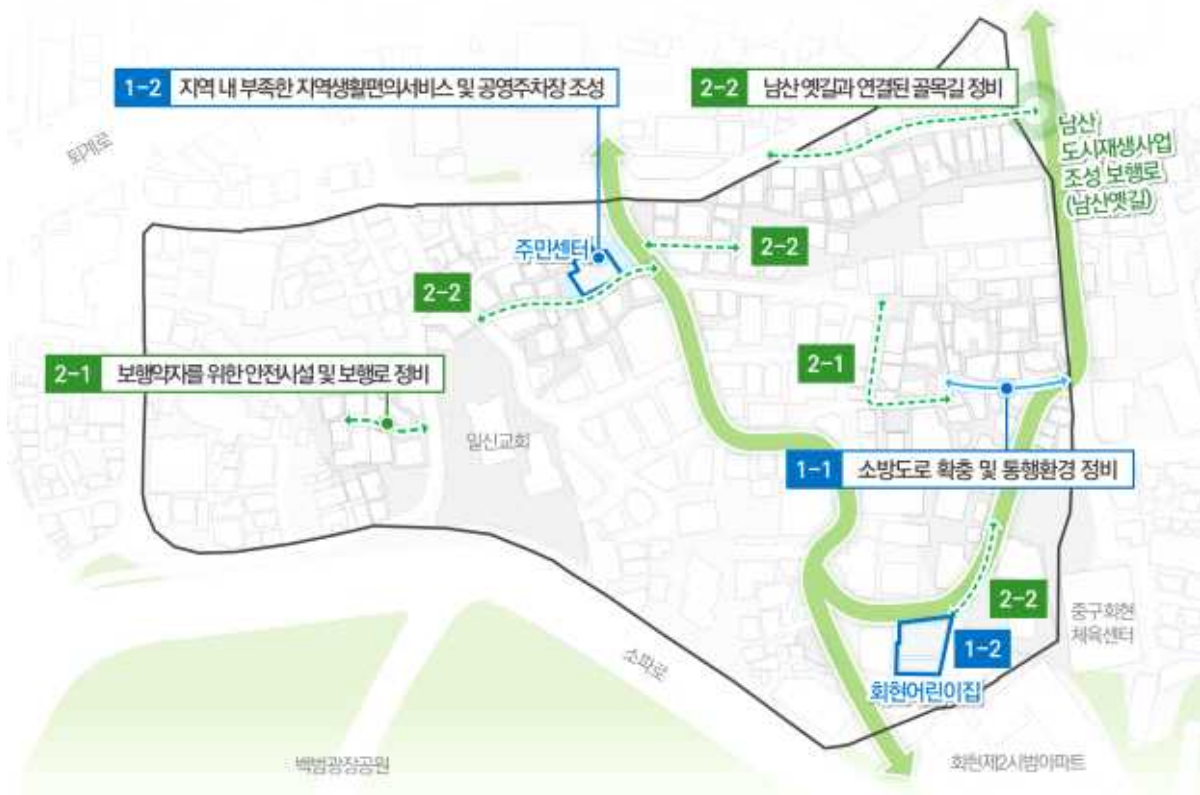 1-2 지역 내 부족한 지역생활편의서비스 및 공영주차장 조성
2-2 남산 옛길과 연결된 골목길 정비
퇴계로
남산
도시재생사업
조성 보행로
(남산옛길)
주민센터
2-2
2-2
2-1 보행약자를 위한 안전시설 및 보행로 정비
2-1
일신교회
1-1 소방도로 확충 및 통행환경 정비
2-2
중구회현
체육센터
1-2
회현어린이집
소파로
백범광장공원
회현제2시범아파트